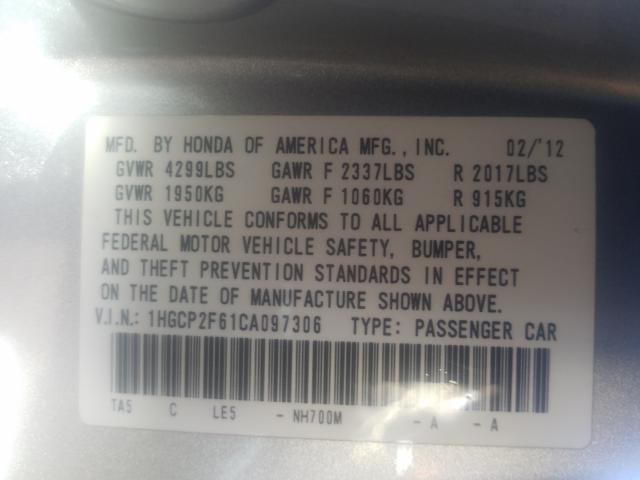 MFD. BY HONDA OF AMERICA MFG., INC. 02/'12
GVWR 4299LBS GAWR F 2337LBS R 2017LBS
GVWR 1950KG GAWR F 1060KG R 915KG
THIS VEHICLE CONFORMS TO ALL APPLICABLE
FEDERAL MOTOR VEHICLE SAFETY, BUMPER,
AND THEFT PREVENTION STANDARDS IN EFFECT
ON THE DATE OF MANUFACTURE SHOWN ABOVE.
V.I.N.: 1HGCP2F61CA097306 TYPE: PASSENGER CAR
TA5 C LE5 - NH700M - A - A